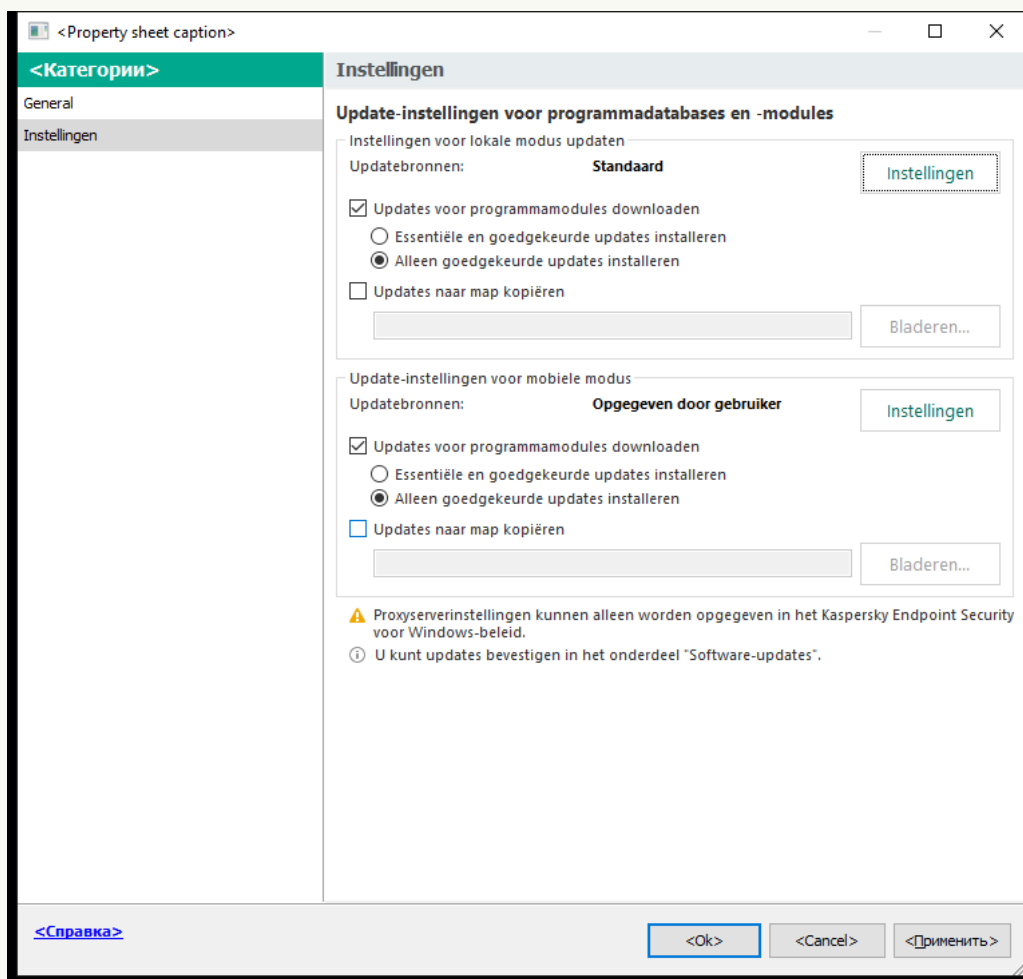 <Property sheet caption>
<Категории>
General
Instellingen
Instellingen
Update-instellingen voor programmadatabases en -modules
Instellingen voor lokale modus updaten
Updatebronnen: Standaard Instellingen
Updates voor programmamodules downloaden
Essentiële en goedgekeurde updates installeren
Alleen goedgekeurde updates installeren
Updates naar map kopiëren
Bladeren...
Update-instellingen voor mobiele modus
Updatebronnen: Opgegeven door gebruiker Instellingen
Updates voor programmamodules downloaden
Essentiële en goedgekeurde updates installeren
Alleen goedgekeurde updates installeren
Updates naar map kopiëren
Bladeren...
Proxyserverinstellingen kunnen alleen worden opgegeven in het Kaspersky Endpoint Security
voor Windows-beleid.
U kunt updates bevestigen in het onderdeel "Software-updates".
<Справка>
<Ok> <Cancel> <Применить>